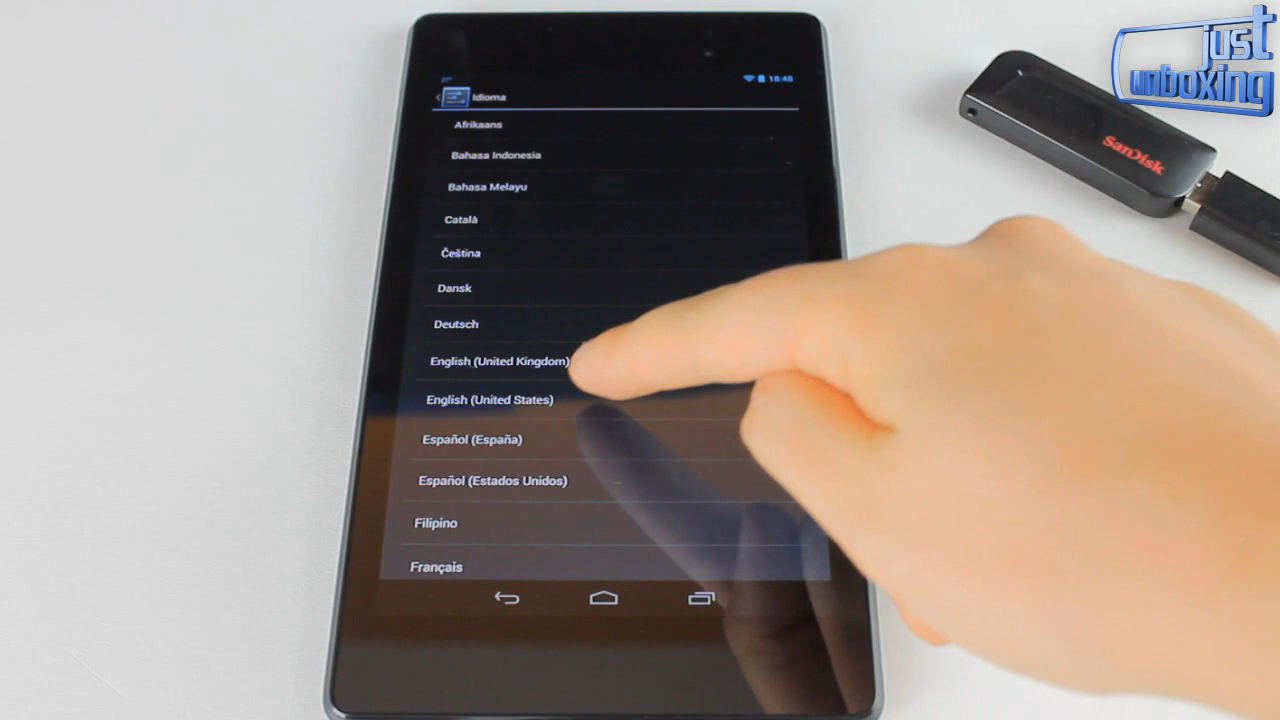 just
unboxing
18:48
Idioma
SanDisk
Afrikaans
Bahasa Indonesia
Bahasa Melayu
Català
Čeština
Dansk
Deutsch
English (United Kingdom)
English (United States)
Español (España)
Español (Estados Unidos)
Filipino
Français